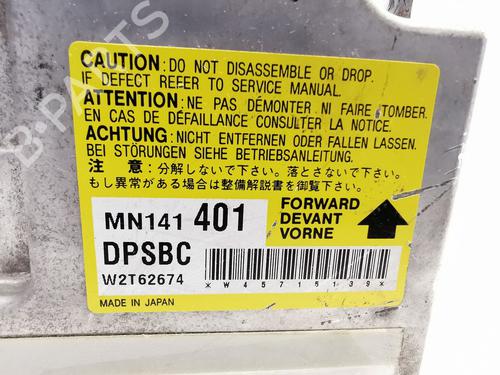 CAUTION: DO NOT DISASSEMBLE OR DROP.
IF DEFECT REFER TO SERVICE MANUAL.
ATTENTION: NE PAS DÉMONTER NI FAIRE TOMBER.
EN CAS DE DÉFAILLANCE CONSULTER LA NOTICE.
ACHTUNG: NICHT ENTFERNEN ODER FALLEN LASSEN.
BEI STÖRUNGEN SIEHE BETRIEBSANLEITUNG.
注 意: 分解しないで下さい。落とさないで下さい。
もし異常がある場合は整備解説書を御覧下さい。
MN141 401
DPSBC
W2T62674
FORWARD
DEVANT
VORNE
*W45715139*
MADE IN JAPAN
B-PARTS